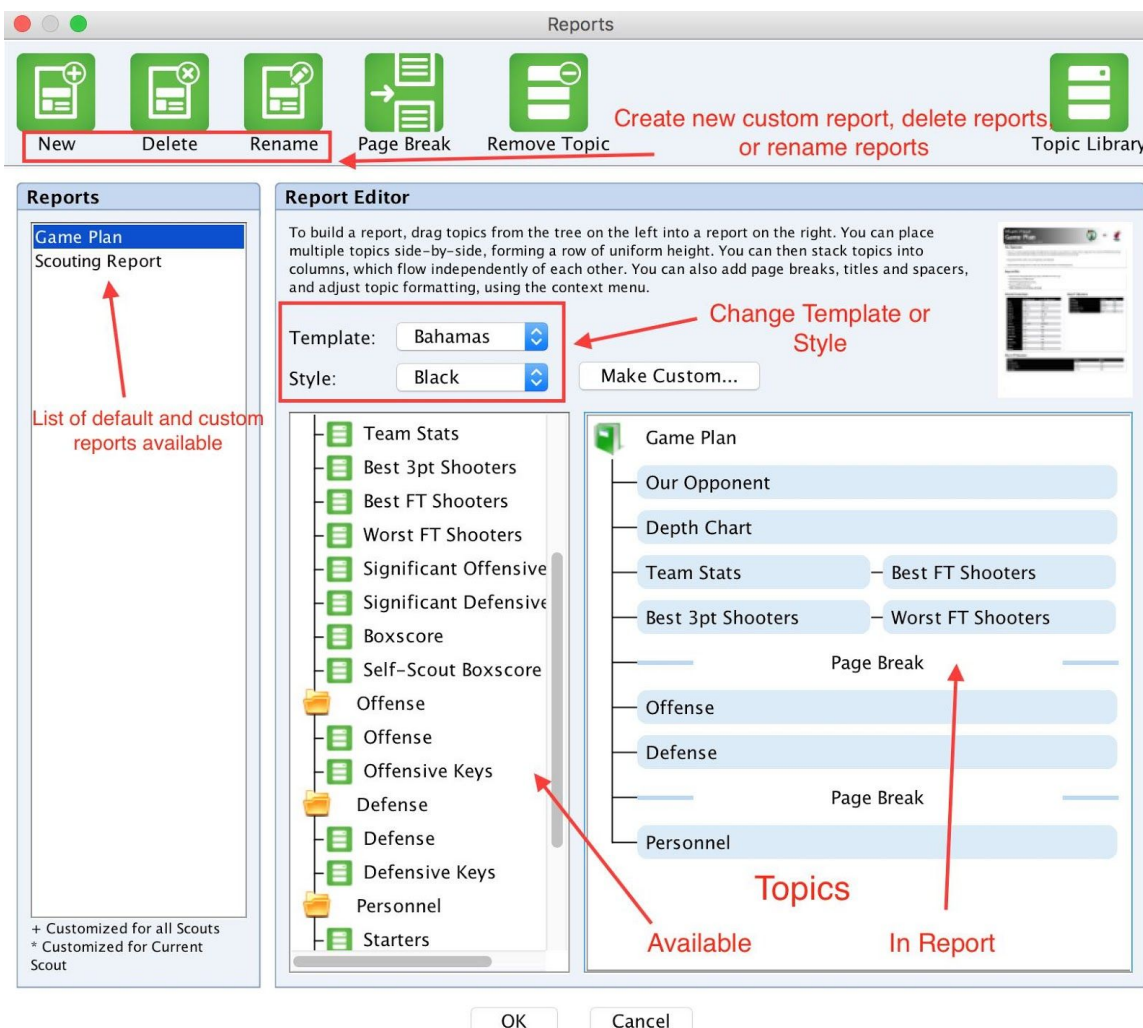 Reports
New
Delete
Rename
Page Break
Remove Topic
Topic Library
Create new custom report, delete reports,
or rename reports
Reports
Game Plan
Scouting Report
List of default and custom
reports available
+ Customized for all Scouts
* Customized for Current
Scout
Report Editor
To build a report, drag topics from the tree on the left into a report on the right. You can place
multiple topics side-by-side, forming a row of uniform height. You can then stack topics into
columns, which flow independently of each other. You can also add page breaks, titles and spacers,
and adjust topic formatting, using the context menu.
Template: Bahamas
Style: Black
Make Custom...
Change Template or
Style
Team Stats
Best 3pt Shooters
Best FT Shooters
Worst FT Shooters
Significant Offensive
Significant Defensive
Boxscore
Self-Scout Boxscore
Offense
Offense
Offensive Keys
Defense
Defense
Defensive Keys
Personnel
Starters
Game Plan
Our Opponent
Depth Chart
Team Stats
Best FT Shooters
Best 3pt Shooters
Worst FT Shooters
Page Break
Offense
Defense
Page Break
Personnel
Topics
Available
In Report
OK
Cancel